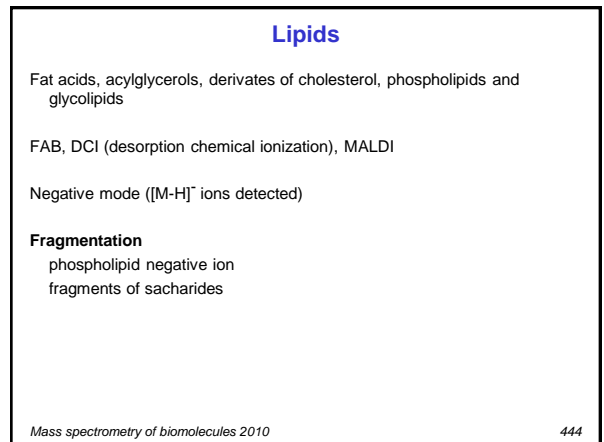 Lipids
Fat acids, acylglycerols, derivates of cholesterol, phospholipids and
glycolipids
FAB, DCI (desorption chemical ionization), MALDI
Negative mode ([M-H]⁻ ions detected)
Fragmentation
phospholipid negative ion
fragments of sacharides
Mass spectrometry of biomolecules 2010 444